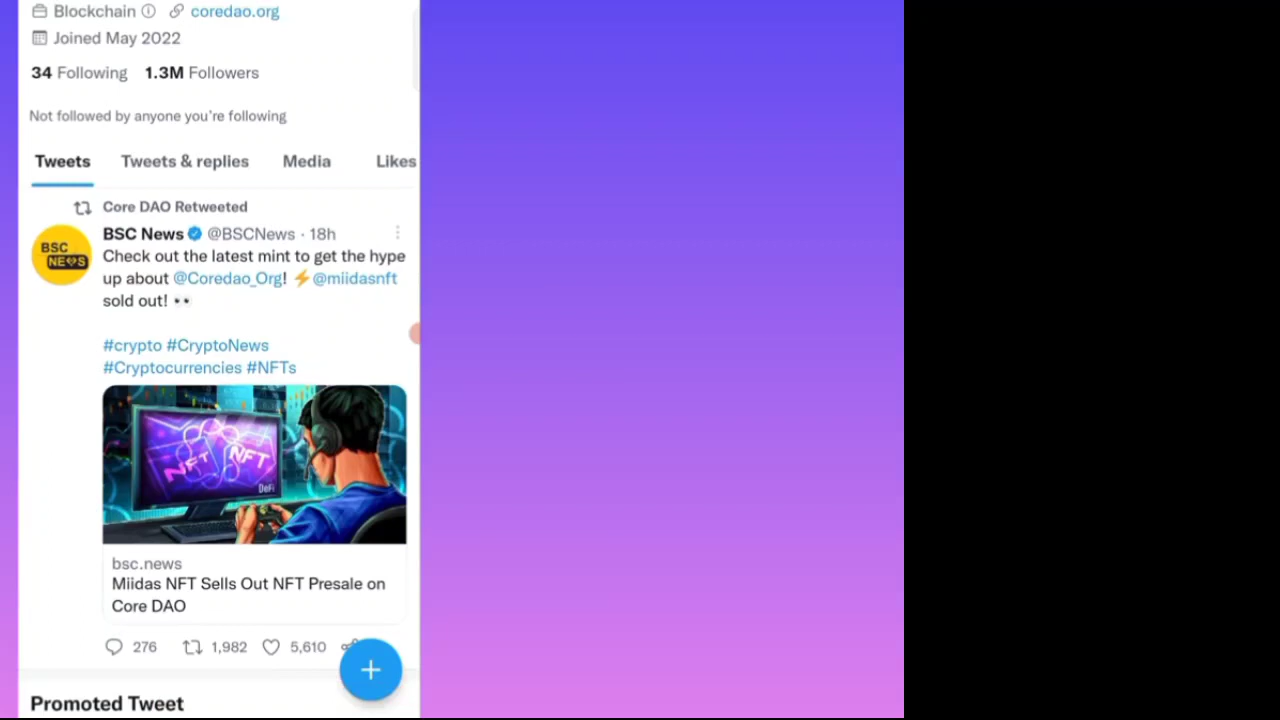 Blockchain coredao.org
Joined May 2022
34 Following 1.3M Followers
Not followed by anyone you're following
Tweets Tweets & replies Media Likes
Core DAO Retweeted
BSC NEWS
BSC News @BSCNews · 18h
Check out the latest mint to get the hype
up about @Coredao_Org! ⚡@miidasnft
sold out! 👀
#crypto #CryptoNews
#Cryptocurrencies #NFTs
NFT NFT
DeFi
bsc.news
Miidas NFT Sells Out NFT Presale on
Core DAO
276 1,982 5,610
Promoted Tweet